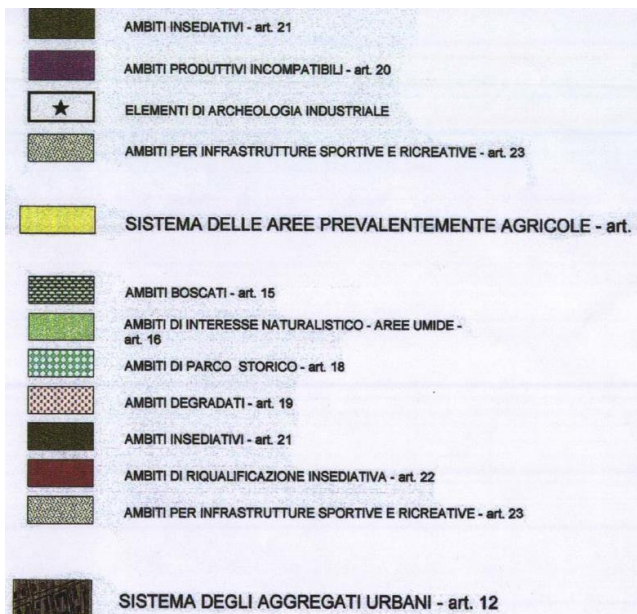 AMBITI INSEDIATIVI - art. 21
AMBITI PRODUTTIVI INCOMPATIBILI - art. 20
ELEMENTI DI ARCHEOLOGIA INDUSTRIALE
AMBITI PER INFRASTRUTTURE SPORTIVE E RICREATIVE - art. 23
SISTEMA DELLE AREE PREVALENTEMENTE AGRICOLE - art.
AMBITI BOSCATI - art. 15
AMBITI DI INTERESSE NATURALISTICO - AREE UMIDE -
art. 16
AMBITI DI PARCO STORICO - art. 18
AMBITI DEGRADATI - art. 19
AMBITI INSEDIATIVI - art. 21
AMBITI DI RIQUALIFICAZIONE INSEDIATIVA - art. 22
AMBITI PER INFRASTRUTTURE SPORTIVE E RICREATIVE - art. 23
SISTEMA DEGLI AGGREGATI URBANI - art. 12